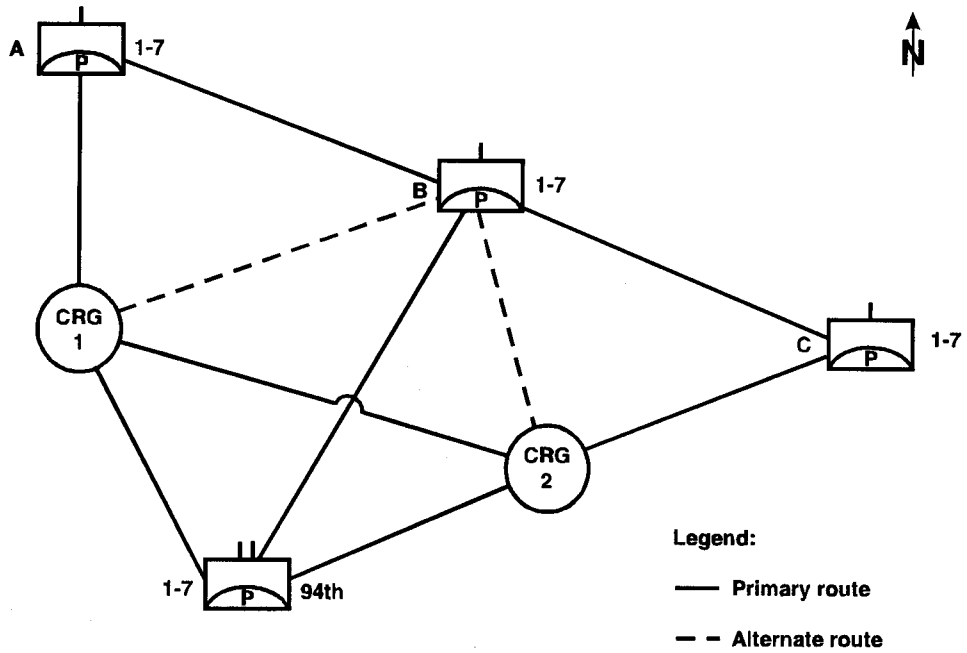 A
1-7
P
N
B
1-7
P
CRG
1
C
1-7
P
CRG
2
Legend:
1-7
94th
P
Primary route
Alternate route